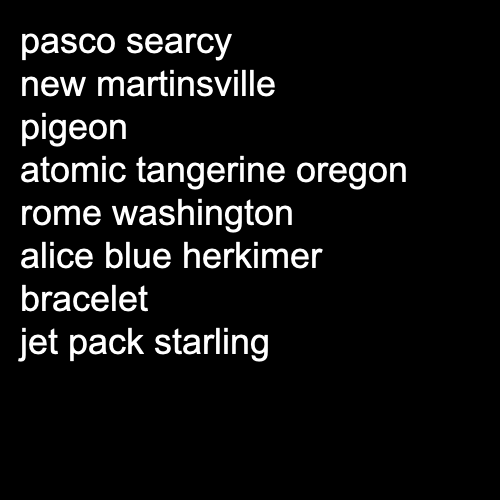 pasco searcy
new martinsville
pigeon
atomic tangerine oregon
rome washington
alice blue herkimer
bracelet
jet pack starling